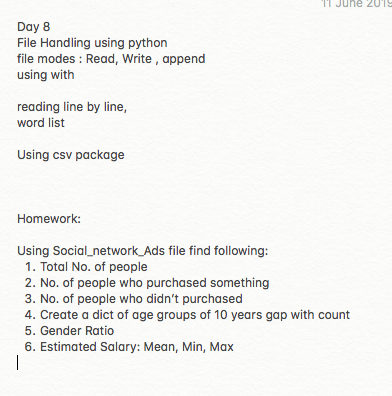 11 June 2019
Day 8
File Handling using python
file modes : Read, Write , append
using with
reading line by line,
word list
Using csv package
Homework:
Using Social_network_Ads file find following:
1. Total No. of people
2. No. of people who purchased something
3. No. of people who didn’t purchased
4. Create a dict of age groups of 10 years gap with count
5. Gender Ratio
6. Estimated Salary: Mean, Min, Max